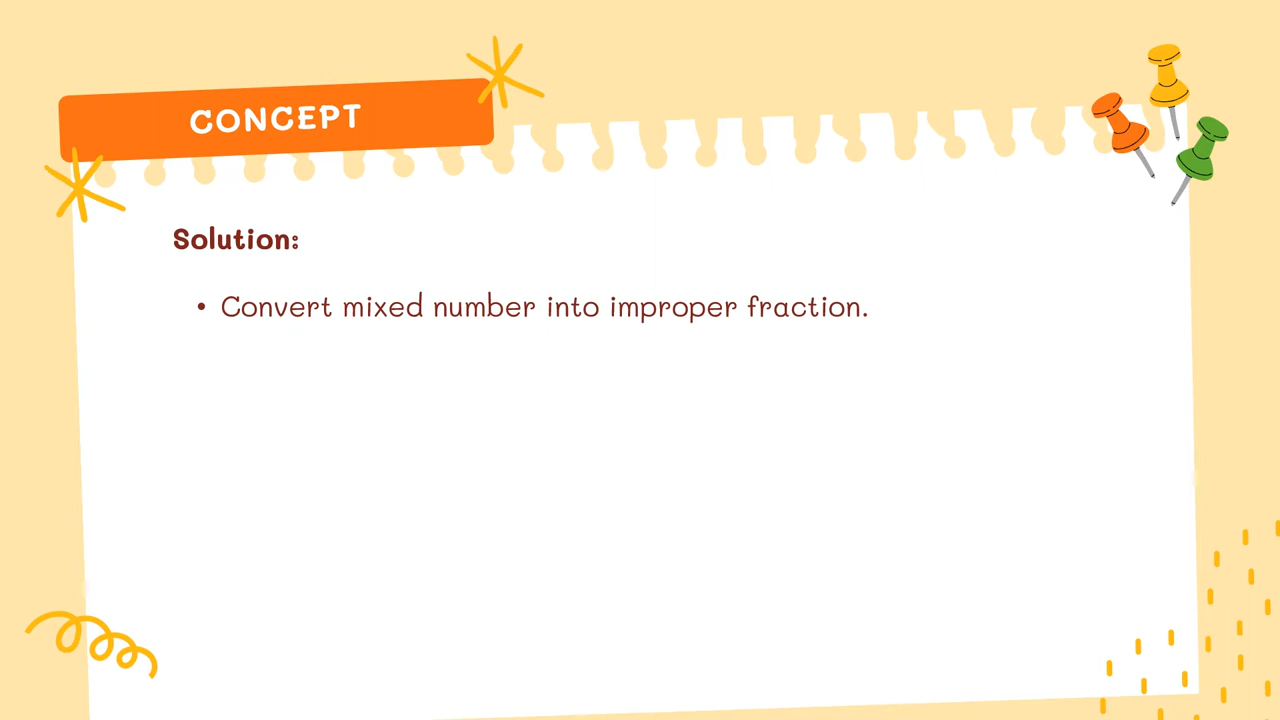 CONCEPT
Solution:
• Convert mixed number into improper fraction.